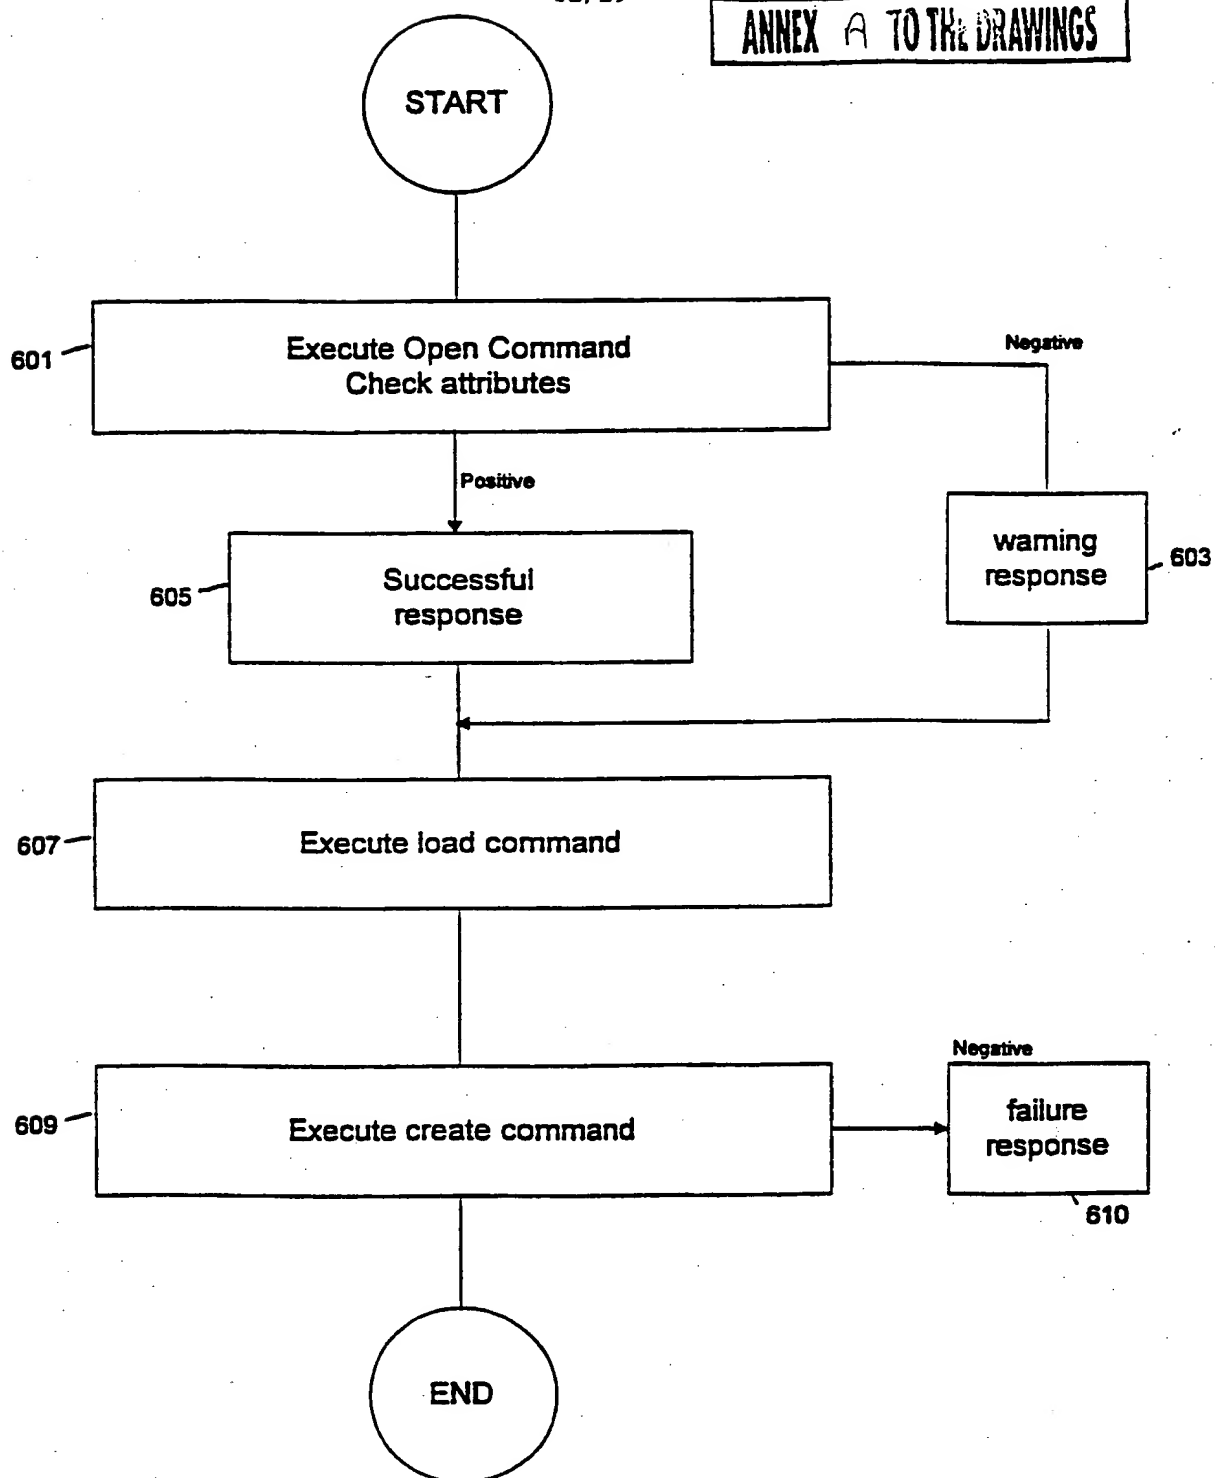 ANNEX A TO THE DRAWINGS
START
601
Execute Open Command
Check attributes
Negative
Positive
605
Successful
response
warning
response
603
607
Execute load command
609
Execute create command
Negative
failure
response
610
END